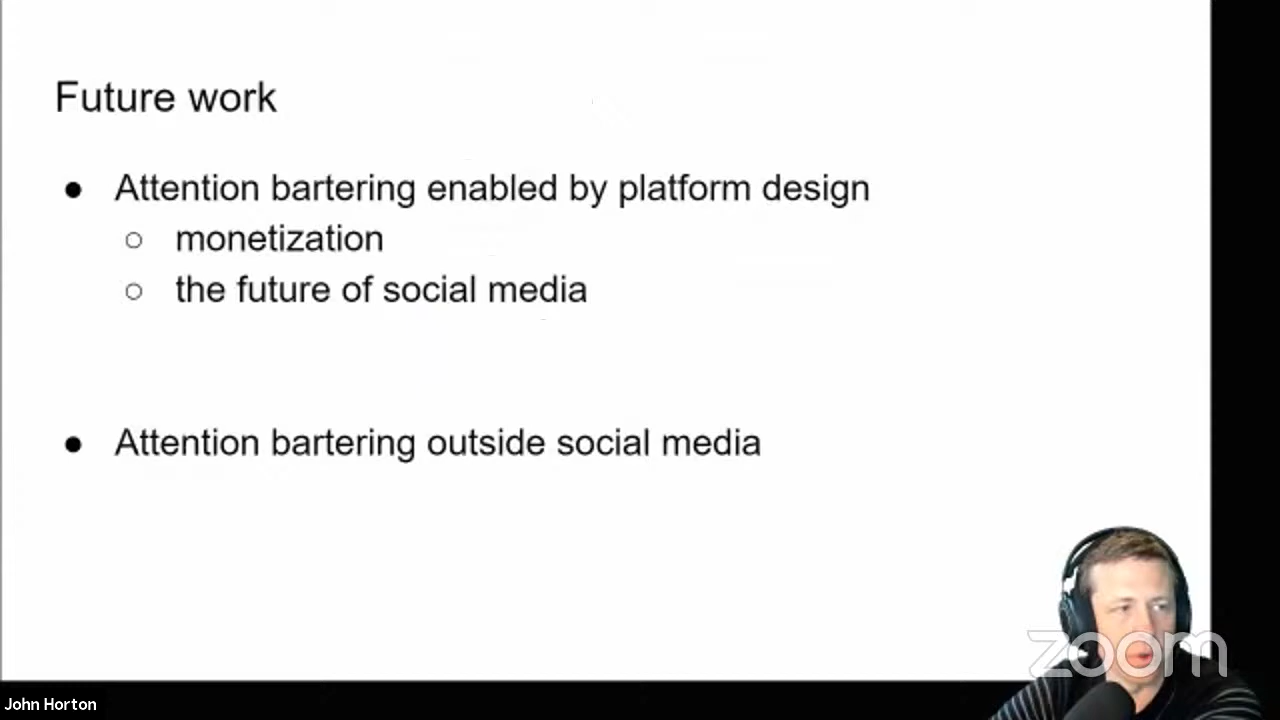 Future work
● Attention bartering enabled by platform design
○ monetization
○ the future of social media
● Attention bartering outside social media
zoom
John Horton